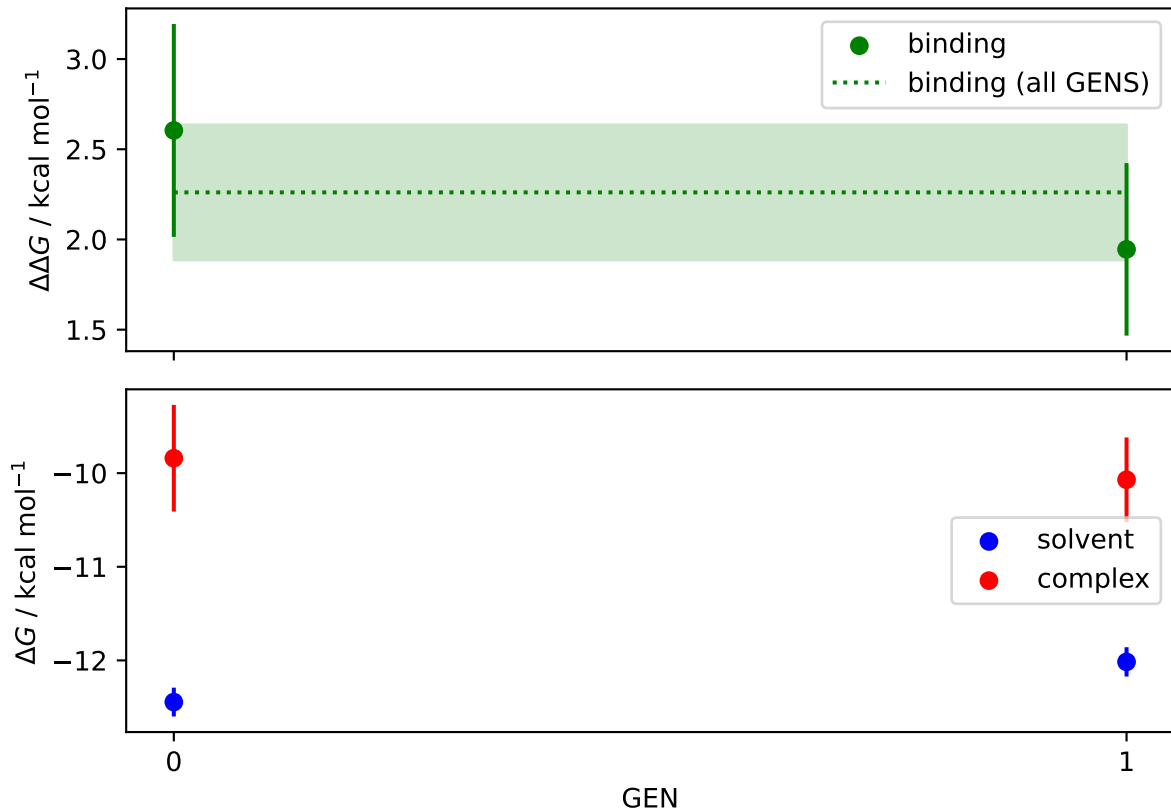 3.0
2.5
2.0
1.5
ΔΔG / kcal mol⁻¹
binding
binding (all GENS)
−10
−11
−12
ΔG / kcal mol⁻¹
solvent
complex
0
1
GEN